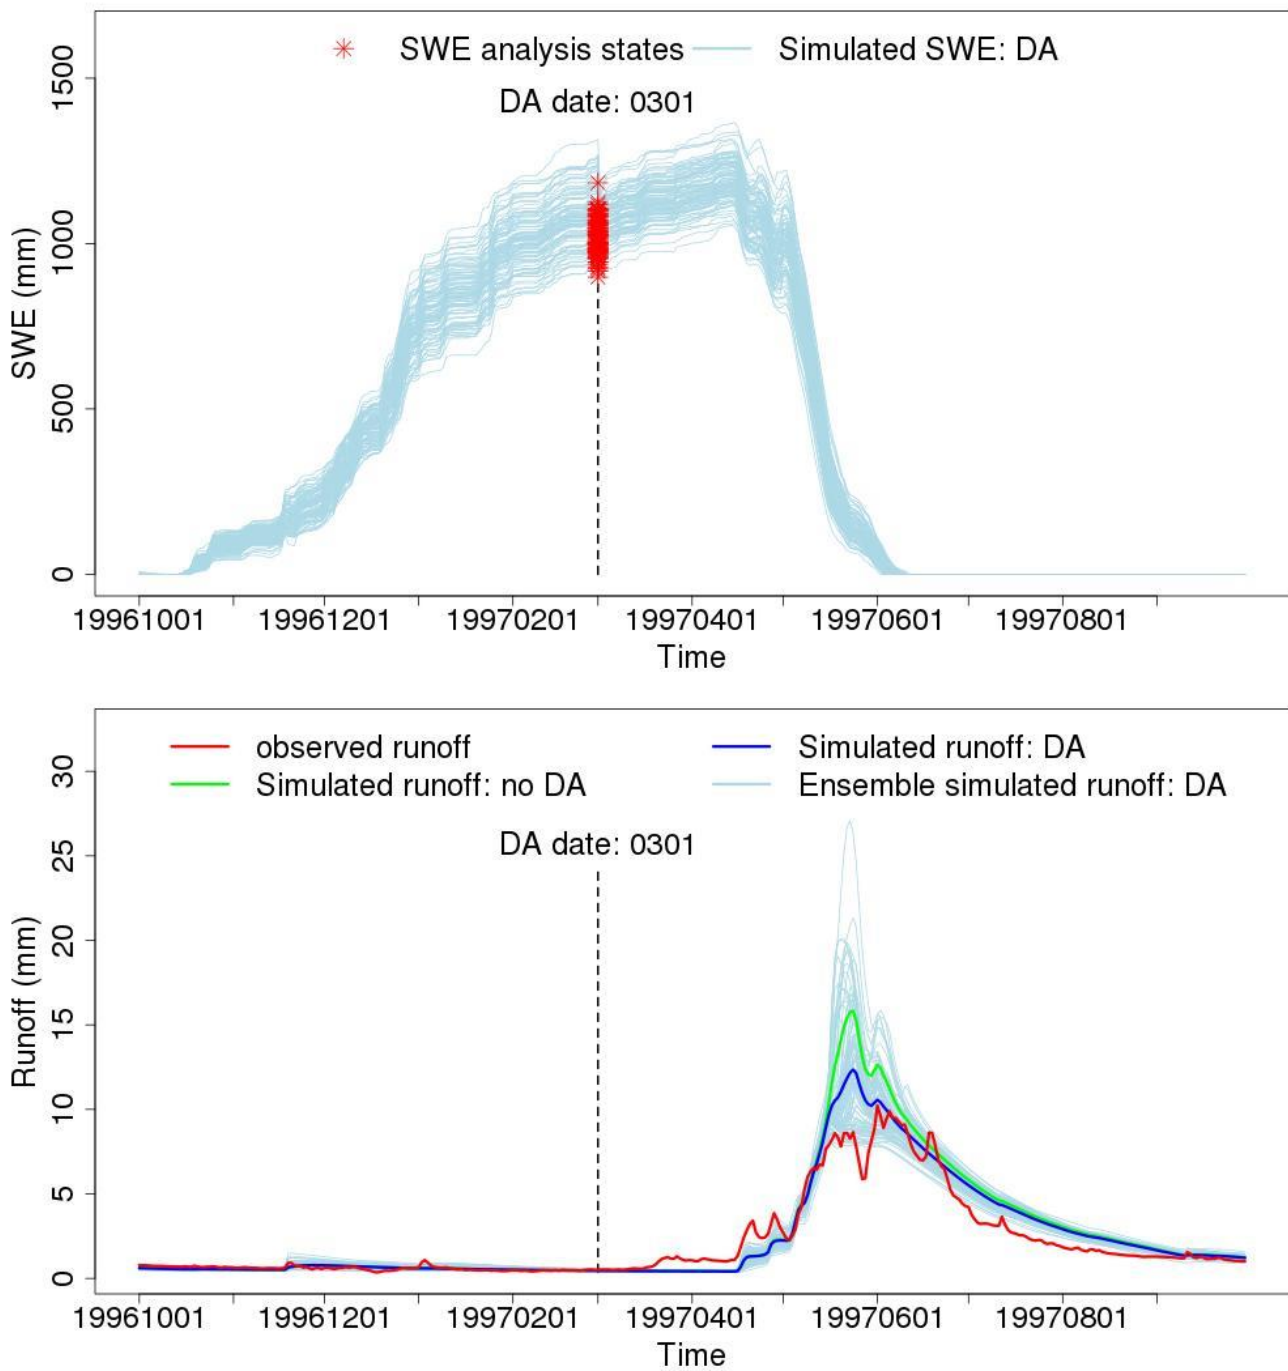 SWE analysis states
Simulated SWE: DA
DA date: 0301
1500
1000
500
0
SWE (mm)
19961001
19961201
19970201
19970401
19970601
19970801
Time
observed runoff
Simulated runoff: DA
Simulated runoff: no DA
Ensemble simulated runoff: DA
DA date: 0301
30
25
20
15
10
5
0
Runoff (mm)
19961001
19961201
19970201
19970401
19970601
19970801
Time